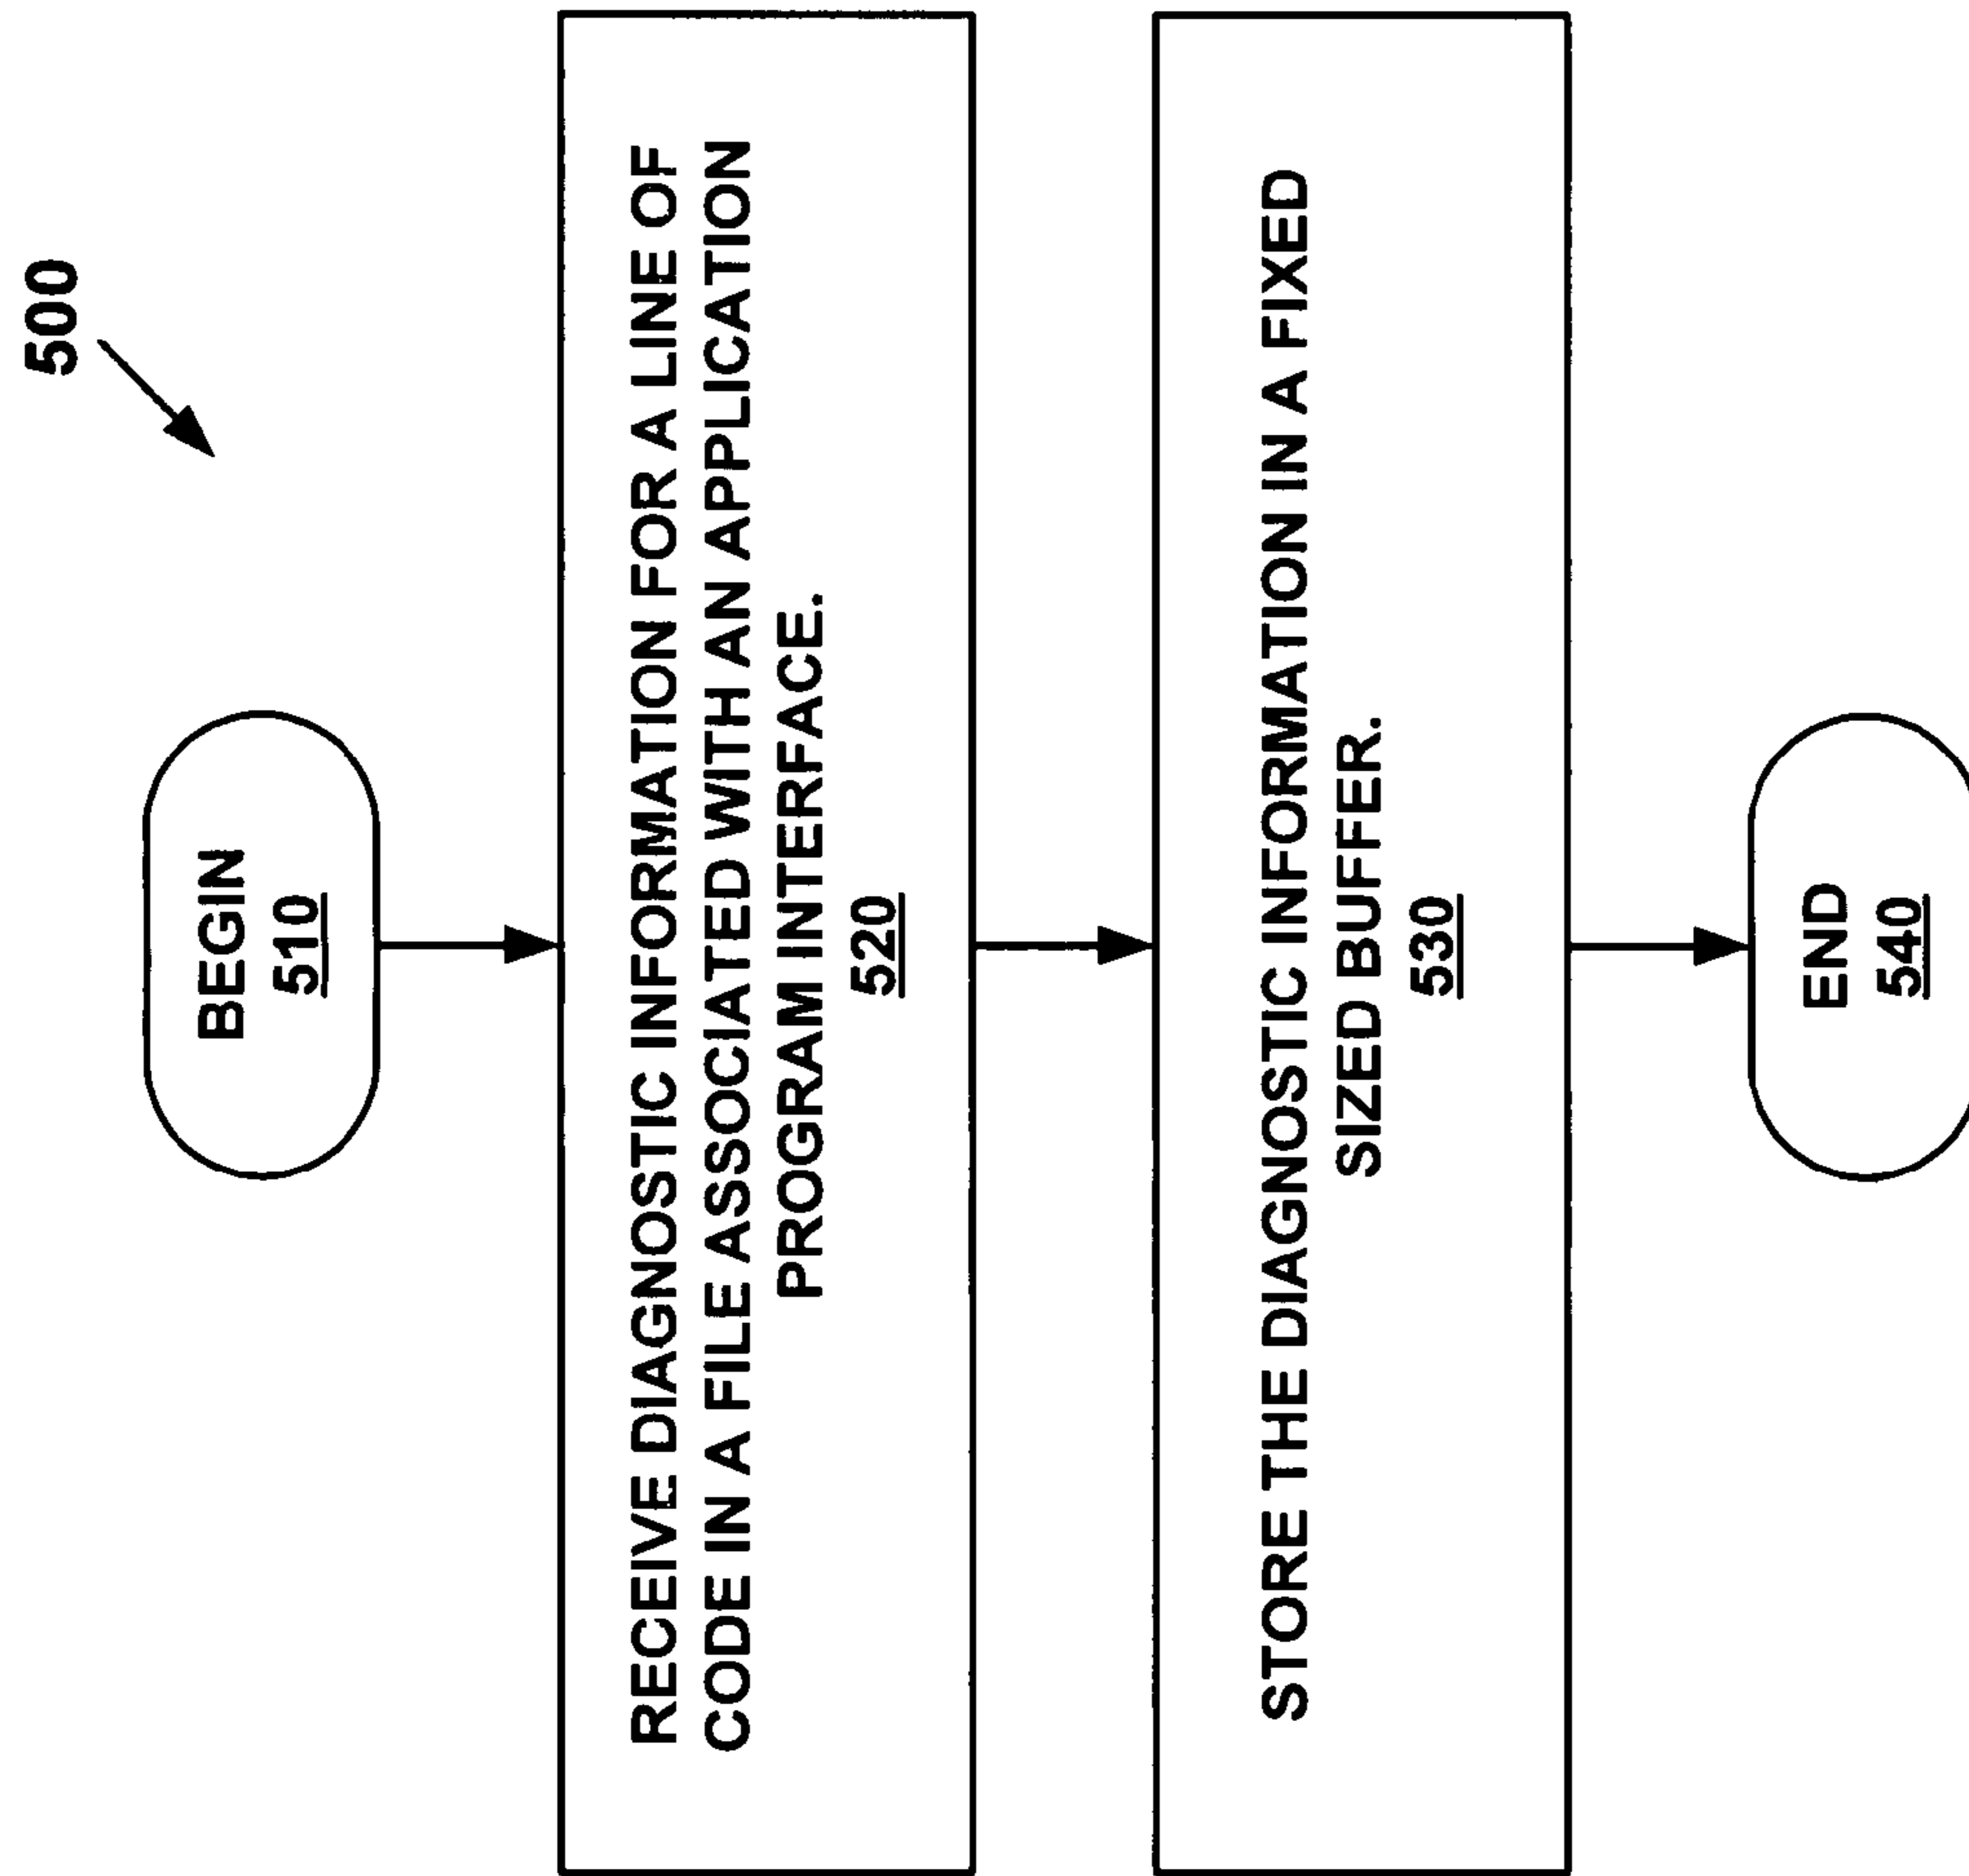 500
BEGIN
510
RECEIVE DIAGNOSTIC INFORMATION FOR A LINE OF
CODE IN A FILE ASSOCIATED WITH AN APPLICATION
PROGRAM INTERFACE.
520
STORE THE DIAGNOSTIC INFORMATION IN A FIXED
SIZED BUFFER.
530
END
540